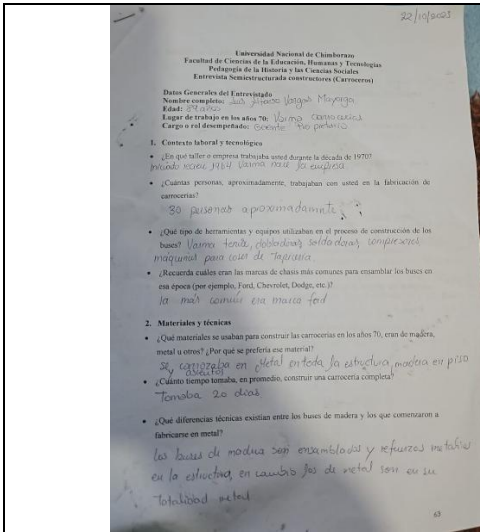 22/10/2025
Universidad Nacional de Chimborazo
Facultad de Ciencias de la Educación, Humanas y Tecnologías
Pedagogía de la Historia y las Ciencias Sociales
Entrevista Semiestructurada constructores (Carroceros)
Datos Generales del Entrevistado
Nombre completo: Luis Alfonso Vargas Mayorga
Edad: 84 años
Lugar de trabajo en los años 70: Varma Carrocerías
Cargo o rol desempeñado: Gerente Propietario
1. Contexto laboral y tecnológico
• ¿En qué taller o empresa trabajaba usted durante la década de 1970?
1964 Varma nace la empresa
• ¿Cuántas personas, aproximadamente, trabajaban con usted en la fabricación de
carrocerías?
30 personas aproximadamente
• ¿Qué tipo de herramientas y equipos utilizaban en el proceso de construcción de los
buses? Varma tenía, dobladoras soldadoras compresores
maquinas para coser de Tapicería
• ¿Recuerda cuáles eran las marcas de chasis más comunes para ensamblar los buses en
esa época (por ejemplo, Ford, Chevrolet, Dodge, etc.)?
la más común era marca ford
2. Materiales y técnicas
• ¿Qué materiales se usaban para construir las carrocerías en los años 70, eran de madera,
metal u otros? ¿Por qué se prefería ese material?
Se carrozaba en Metal en toda la estructura, madera en piso
y asientos
• ¿Cuánto tiempo tomaba, en promedio, construir una carrocería completa?
Tomaba 20 días
• ¿Qué diferencias técnicas existían entre los buses de madera y los que comenzaron a
fabricarse en metal?
Los buses de madera son ensamblados y refuerzos metalicos
en la estructura, en cambio los de metal son en su
Totalidad metal
63